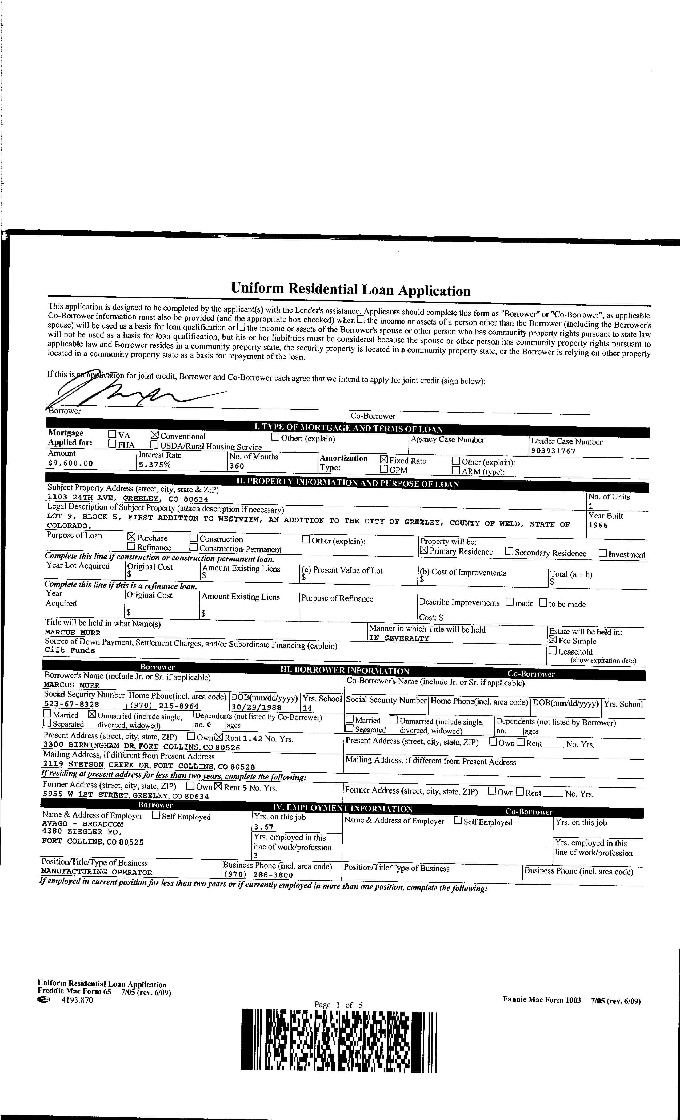 Uniform Residential Loan Application
This application is designed to be completed by the applicant(s) with the Lender's assistance. Applicants should complete this form as "Borrower" or "Co-Borrower", as applicable
Co-Borrower information must also be provided (and the appropriate box checked) when ☐ the income or assets of a person other than the Borrower (including the Borrower's
spouse) will be used as a basis for loan qualification or ☐ the income or assets of the Borrower's spouse or other person who has community property rights pursuant to state law
will not be used as a basis for loan qualification, but his or her liabilities must be considered because the spouse or other person has community property rights pursuant to
applicable law and Borrower resides in a community property state, the security property is located in a community property state, or the Borrower is relying on other property
located in a community property state as a basis for repayment of the loan.
If this is an application for joint credit, Borrower and Co-Borrower each agree that we intend to apply for joint credit (sign below):
Borrower Co-Borrower
I. TYPE OF MORTGAGE AND TERMS OF LOAN
Mortgage ☐ VA ☒ Conventional ☐ Other (explain) Agency Case Number Lender Case Number
Applied for: ☐ FHA ☐ USDA/Rural Housing Service 903931767
Amount Interest Rate No. of Months Amortization ☒ Fixed Rate ☐ Other (explain):
5.375% 360 Type: ☐ GPM ☐ ARM (type):
II. PROPERTY INFORMATION AND PURPOSE OF LOAN
Subject Property Address (street, city, state & ZIP) No. of Units
1103 24TH AVE, GREELEY, CO 80634 1
Legal Description of Subject Property (attach description if necessary) Year Built
LOT 9, BLOCK 5, FIRST ADDITION TO WESTVIEW, AN ADDITION TO THE CITY OF GREELEY, COUNTY OF WELD, STATE OF 1966
COLORADO.
Purpose of Loan ☒ Purchase ☐ Construction ☐ Other (explain): Property will be:
☐ Refinance ☐ Construction-Permanent ☒ Primary Residence ☐ Secondary Residence ☐ Investment
Complete this line if construction or construction-permanent loan.
Year Lot Acquired Original Cost Amount Existing Liens (a) Present Value of Lot (b) Cost of Improvements Total (a + b)
$ $ $ $ $
Complete this line if this is a refinance loan.
Year Original Cost Amount Existing Liens Purpose of Refinance Describe Improvements ☐ made ☐ to be made
Acquired
$ $ Cost: $
Title will be held in what Name(s) Manner in which Title will be held Estate will be held in:
MARCUS MURR IN SEVERALTY ☒ Fee Simple
Source of Down Payment, Settlement Charges, and/or Subordinate Financing (explain) ☐ Leasehold
Gift Funds (show expiration date)
Borrower III. BORROWER INFORMATION Co-Borrower
Borrower's Name (include Jr. or Sr. if applicable) Co-Borrower's Name (include Jr. or Sr. if applicable)
MARCUS MURR
Social Security Number Home Phone(incl. area code) DOB(mm/dd/yyyy) Yrs. School Social Security Number Home Phone(incl. area code) DOB(mm/dd/yyyy) Yrs. School
523-67-8328 (970) 215-8964 10/29/1988 14
☐ Married ☒ Unmarried (include single, Dependents (not listed by Co-Borrower) ☐ Married ☐ Unmarried (include single, Dependents (not listed by Borrower)
☐ Separated divorced, widowed) no. 0 ages ☐ Separated divorced, widowed) no. ages
Present Address (street, city, state, ZIP) ☐ Own ☒ Rent 1.42 No. Yrs. Present Address (street, city, state, ZIP) ☐ Own ☐ Rent No. Yrs.
3300 BIRMINGHAM DR, FORT COLLINS, CO 80526
Mailing Address, if different from Present Address Mailing Address, if different from Present Address
2119 STETSON CREEK DR, FORT COLLINS, CO 80528
If residing at present address for less than two years, complete the following:
Former Address (street, city, state, ZIP) ☐ Own ☒ Rent 5 No. Yrs. Former Address (street, city, state, ZIP) ☐ Own ☐ Rent No. Yrs.
5955 W 1ST STREET, GREELEY, CO 80634
Borrower IV. EMPLOYMENT INFORMATION Co-Borrower
Name & Address of Employer ☐ Self Employed Yrs. on this job Name & Address of Employer ☐ Self Employed Yrs. on this job
AVAGO - BROADCOM 3.67
4380 ZIEGLER RD. Yrs. employed in this Yrs. employed in this
FORT COLLINS, CO 80525 line of work/profession line of work/profession
3
Position/Title/Type of Business Business Phone (incl. area code) Position/Title/Type of Business Business Phone (incl. area code)
MANUFACTURING OPERATOR (970) 288-3800
If employed in current position for less than two years or if currently employed in more than one position, complete the following:
Uniform Residential Loan Application
Freddie Mac Form 65 7/05 (rev. 6/09) Fannie Mae Form 1003 7/05 (rev. 6/09)
Page 1 of 5